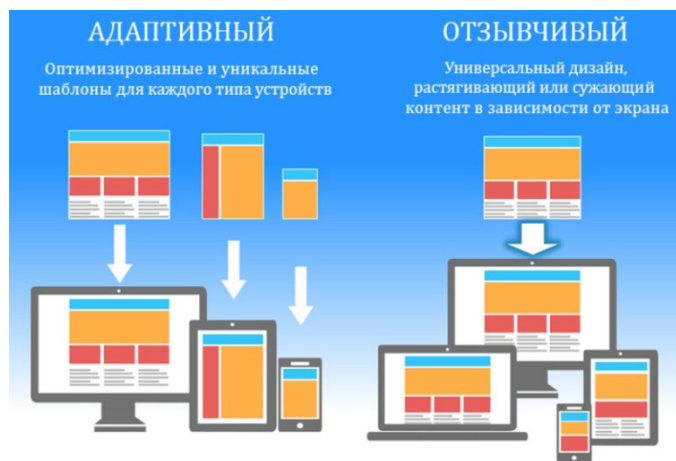 АДАПТИВНЫЙ
Оптимизированные и уникальные
шаблоны для каждого типа устройств
ОТЗЫВЧИВЫЙ
Универсальный дизайн,
растягивающий или сужающий
контент в зависимости от экрана